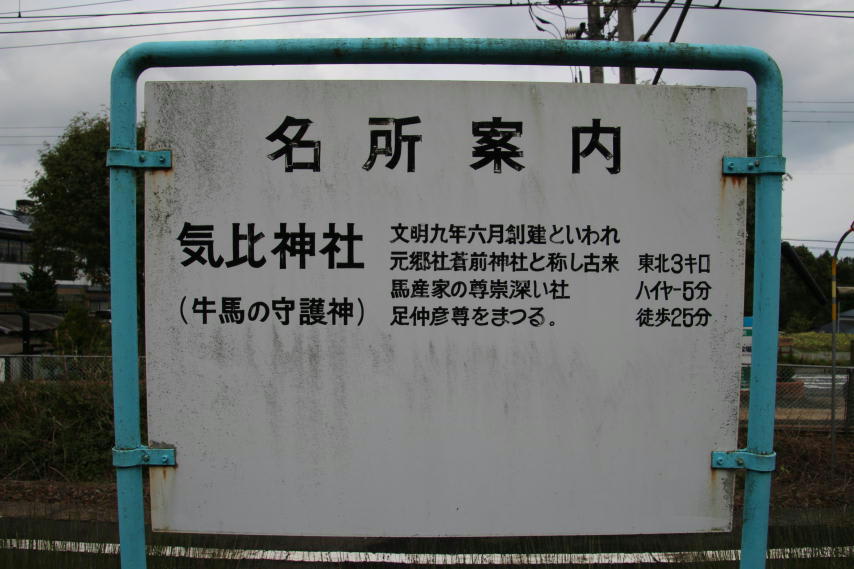 名所案内
気比神社
(牛馬の守護神)
文明九年六月創建といわれ
元郷社蒼前神社と称し古来
馬産家の尊崇深い社
足仲彦尊をまつる。
東北3キロ
ハイヤー5分
徒歩25分